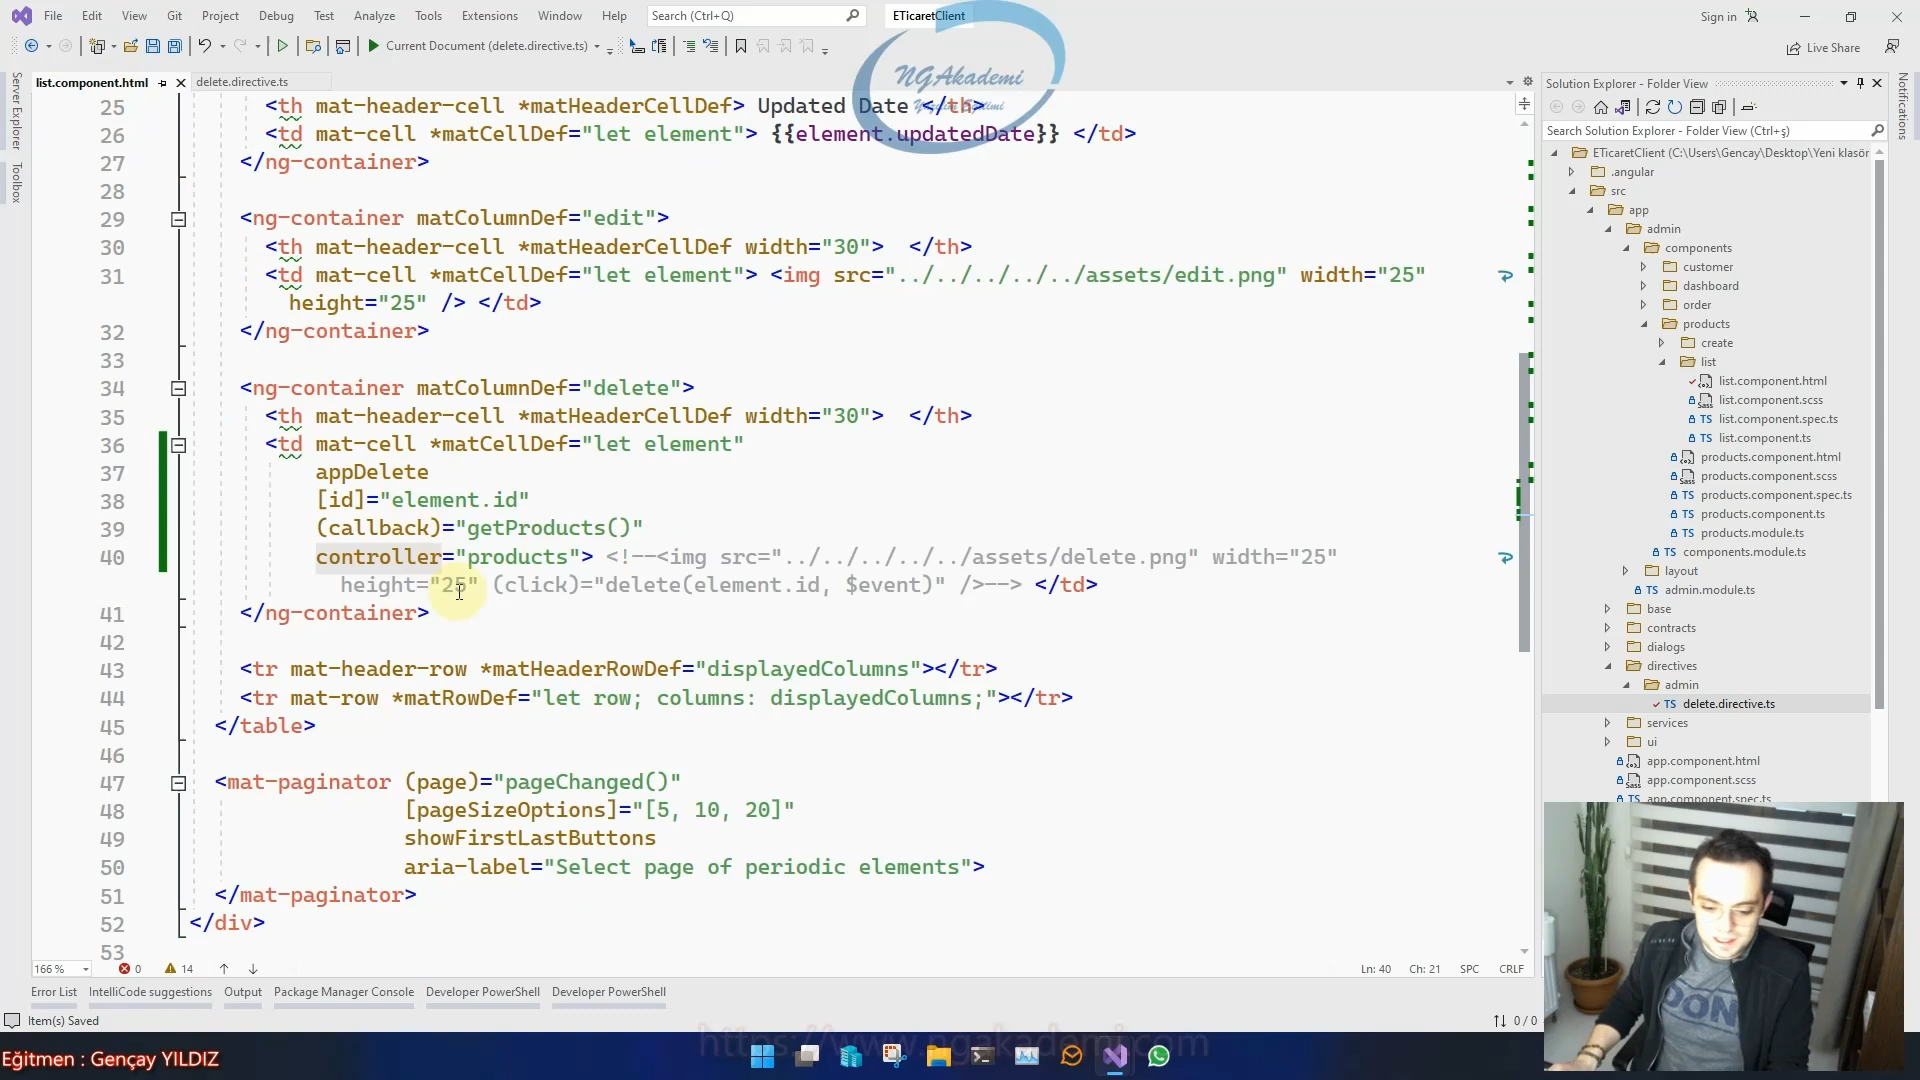 File Edit View Git Project Debug Test Analyze Tools Extensions Window Help Search (Ctrl+Q) ETicaretClient Sign in
Current Document (delete.directive.ts) Live Share
NGAkademi
list.component.html delete.directive.ts
Server Explorer
Toolbox
25 <th mat-header-cell *matHeaderCellDef> Updated Date </th>
26 <td mat-cell *matCellDef="let element"> {{element.updatedDate}} </td>
27 </ng-container>
28
29 <ng-container matColumnDef="edit">
30 <th mat-header-cell *matHeaderCellDef width="30">  </th>
31 <td mat-cell *matCellDef="let element"> <img src="../../../../../assets/edit.png" width="25"
height="25" /> </td>
32 </ng-container>
33
34 <ng-container matColumnDef="delete">
35 <th mat-header-cell *matHeaderCellDef width="30">  </th>
36 <td mat-cell *matCellDef="let element"
37 appDelete
38 [id]="element.id"
39 (callback)="getProducts()"
40 controller="products"> <!--<img src="../../../../../assets/delete.png" width="25"
height="25" (click)="delete(element.id, $event)" />--> </td>
41 </ng-container>
42
43 <tr mat-header-row *matHeaderRowDef="displayedColumns"></tr>
44 <tr mat-row *matRowDef="let row; columns: displayedColumns;"></tr>
45 </table>
46
47 <mat-paginator (page)="pageChanged()"
48 [pageSizeOptions]="[5, 10, 20]"
49 showFirstLastButtons
50 aria-label="Select page of periodic elements">
51 </mat-paginator>
52 </div>
53
166 % 0 14 Ln: 40 Ch: 21 SPC CRLF
Error List IntelliCode suggestions Output Package Manager Console Developer PowerShell Developer PowerShell
Item(s) Saved 0 / 0
Solution Explorer - Folder View
Search Solution Explorer - Folder View (Ctrl+ş)
ETicaretClient (C:\Users\Gencay\Desktop\Yeni klasör
.angular
src
app
admin
components
customer
dashboard
order
products
create
list
list.component.html
list.component.scss
list.component.spec.ts
list.component.ts
products.component.html
products.component.scss
products.component.spec.ts
products.component.ts
products.module.ts
components.module.ts
layout
admin.module.ts
base
contracts
dialogs
directives
admin
delete.directive.ts
services
ui
app.component.html
app.component.scss
app.component.spec.ts
Notifications
https://www.ngakademi.com
Eğitmen : Gençay YILDIZ